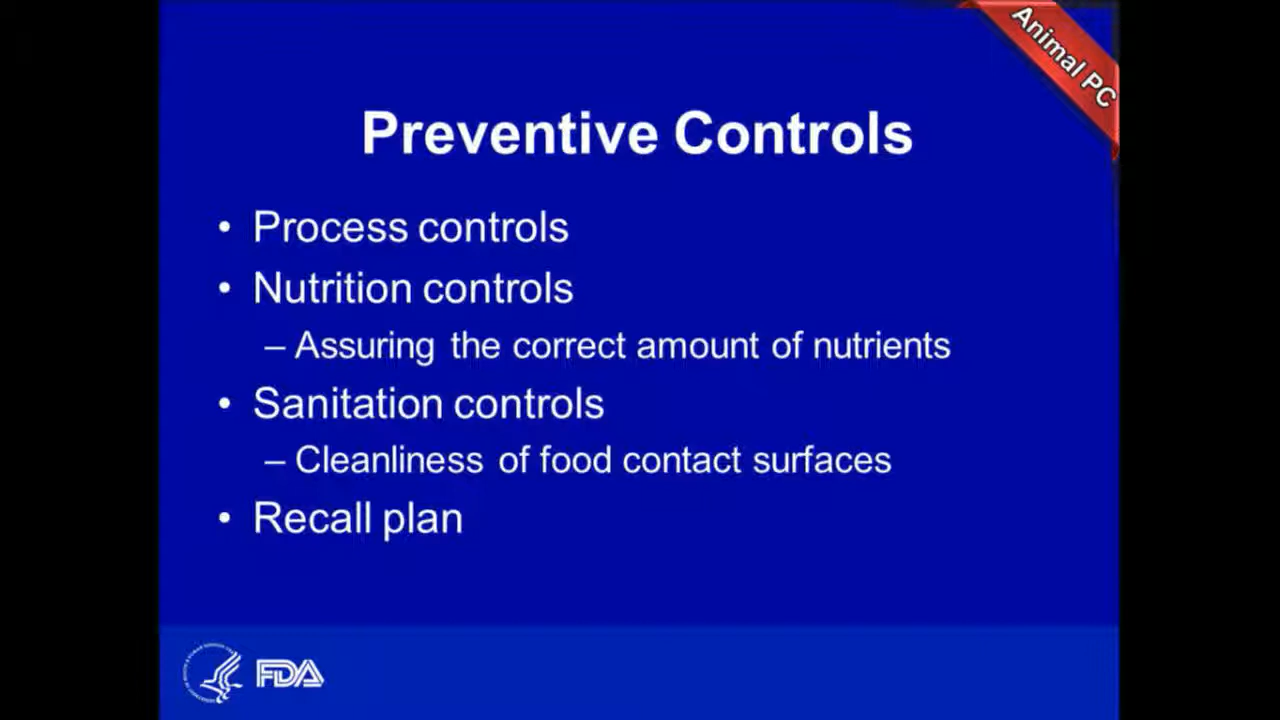 Animal PC
Preventive Controls
• Process controls
• Nutrition controls
– Assuring the correct amount of nutrients
• Sanitation controls
– Cleanliness of food contact surfaces
• Recall plan
FDA